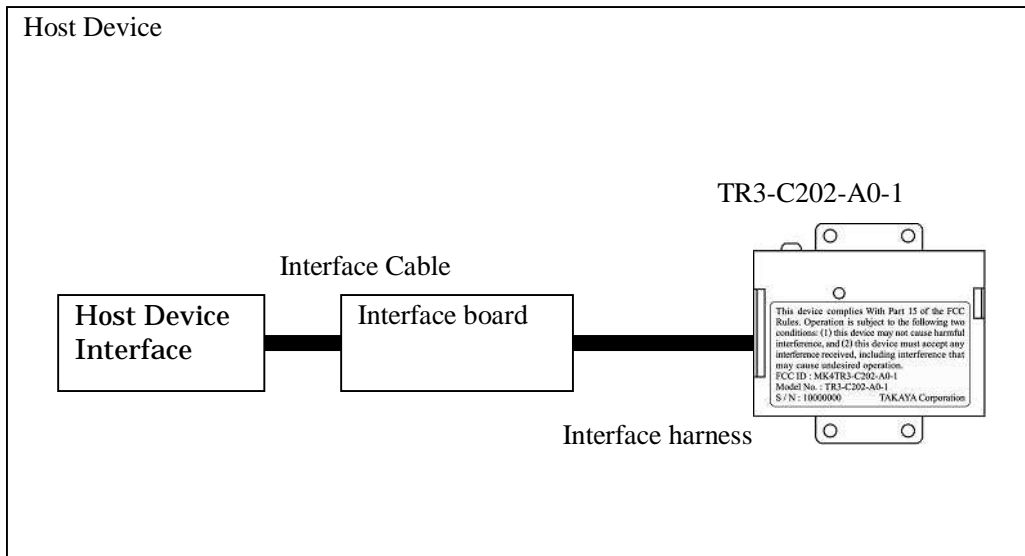 Host Device
TR3-C202-A0-1
Interface Cable
Host Device
Interface
Interface board
This device complies With Part 15 of the FCC
Rules. Operation is subject to the following two
conditions: (1) this device may not cause harmful
interference, and (2) this device must accept any
interference received, including interference that
may cause undesired operation.
FCC ID : MK4TR3-C202-A0-1
Model No. : TR3-C202-A0-1
S / N : 10000000 TAKAYA Corporation
Interface harness